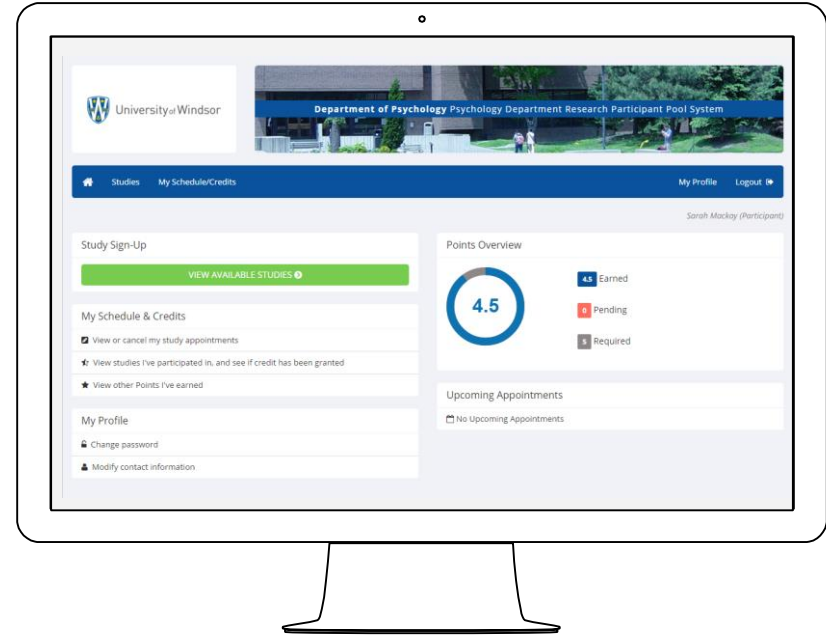 University of Windsor
Department of Psychology Psychology Department Research Participant Pool System
Studies My Schedule/Credits My Profile Logout
Sarah Mackay (Participant)
Study Sign-Up
VIEW AVAILABLE STUDIES
My Schedule & Credits
View or cancel my study appointments
View studies I've participated in, and see if credit has been granted
View other Points I've earned
My Profile
Change password
Modify contact information
Points Overview
4.5
4.5 Earned
0 Pending
5 Required
Upcoming Appointments
No Upcoming Appointments